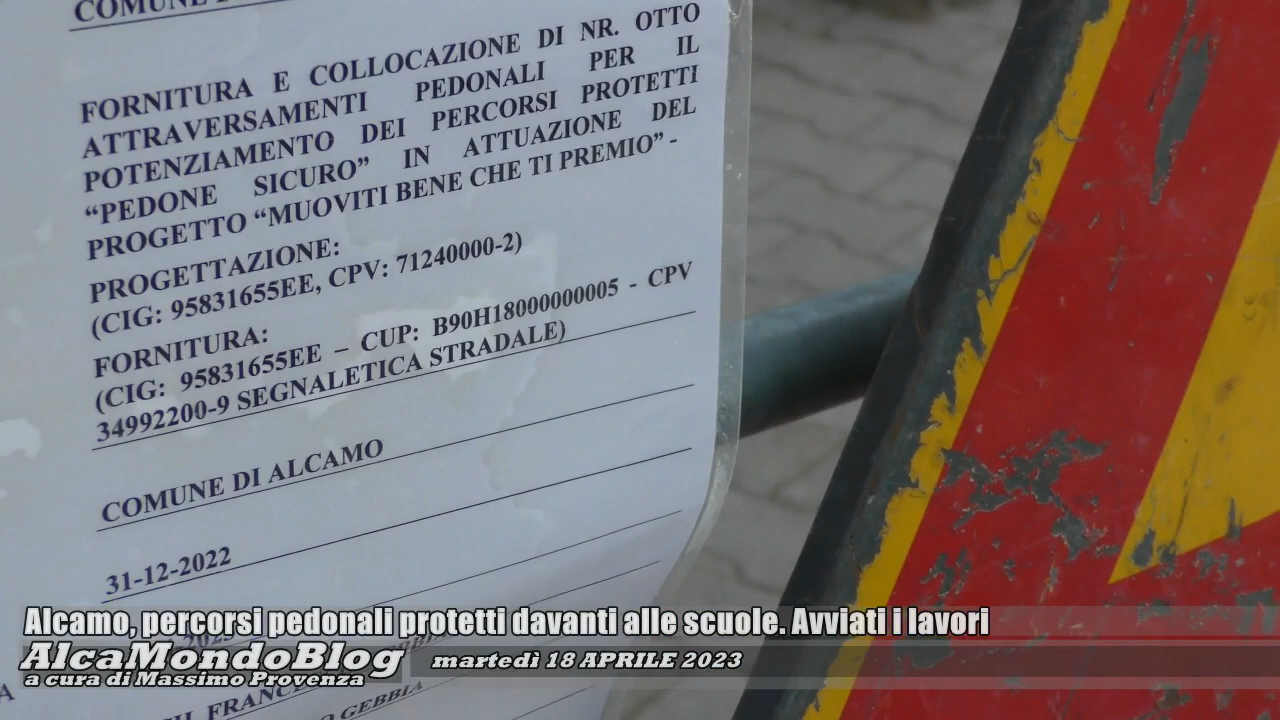 COMUNE D
FORNITURA E COLLOCAZIONE DI NR. OTTO
ATTRAVERSAMENTI PEDONALI PER IL
POTENZIAMENTO DEI PERCORSI PROTETTI
“PEDONE SICURO” IN ATTUAZIONE DEL
PROGETTO “MUOVITI BENE CHE TI PREMIO” -
PROGETTAZIONE:
(CIG: 95831655EE, CPV: 71240000-2)
FORNITURA:
(CIG: 95831655EE – CUP: B90H18000000005 - CPV
34992200-9 SEGNALETICA STRADALE)
COMUNE DI ALCAMO
31-12-2022
Alcamo, percorsi pedonali protetti davanti alle scuole. Avviati i lavori
AlcaMondoBlog martedì 18 APRILE 2023
a cura di Massimo Provenza
GEBBIA